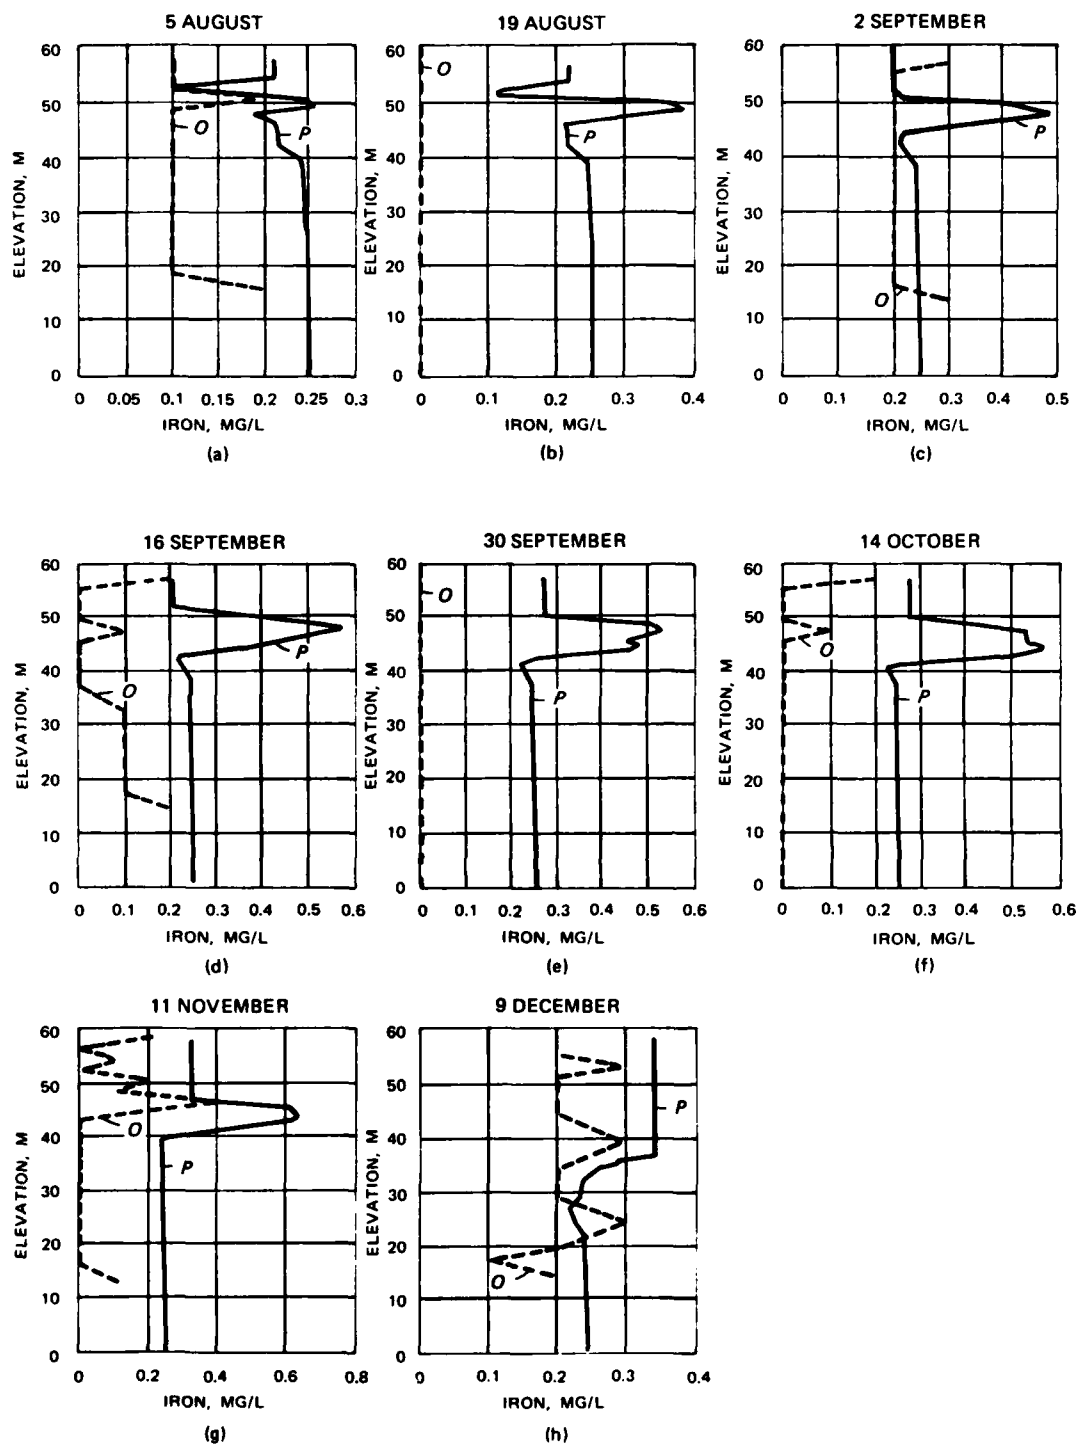 5 AUGUST
19 AUGUST
2 SEPTEMBER
60 60 60
50 50 50
40 40 40
30 30 30
20 20 20
10 10 10
0 0 0
ELEVATION, M
ELEVATION, M
ELEVATION, M
O P
O P
P O
0 0.05 0.1 0.15 0.2 0.25 0.3
0 0.1 0.2 0.3 0.4
0 0.1 0.2 0.3 0.4 0.5
IRON, MG/L
IRON, MG/L
IRON, MG/L
(a)
(b)
(c)
16 SEPTEMBER
30 SEPTEMBER
14 OCTOBER
60 60 60
50 50 50
40 40 40
30 30 30
20 20 20
10 10 10
0 0 0
ELEVATION, M
ELEVATION, M
ELEVATION, M
P O
O P
O P
0 0.1 0.2 0.3 0.4 0.5 0.6
0 0.1 0.2 0.3 0.4 0.5 0.6
0 0.1 0.2 0.3 0.4 0.5 0.6
IRON, MG/L
IRON, MG/L
IRON, MG/L
(d)
(e)
(f)
11 NOVEMBER
9 DECEMBER
60 60
50 50
40 40
30 30
20 20
10 10
0 0
ELEVATION, M
ELEVATION, M
O P
P O
0 0.2 0.4 0.6 0.8
0 0.1 0.2 0.3 0.4
IRON, MG/L
IRON, MG/L
(g)
(h)